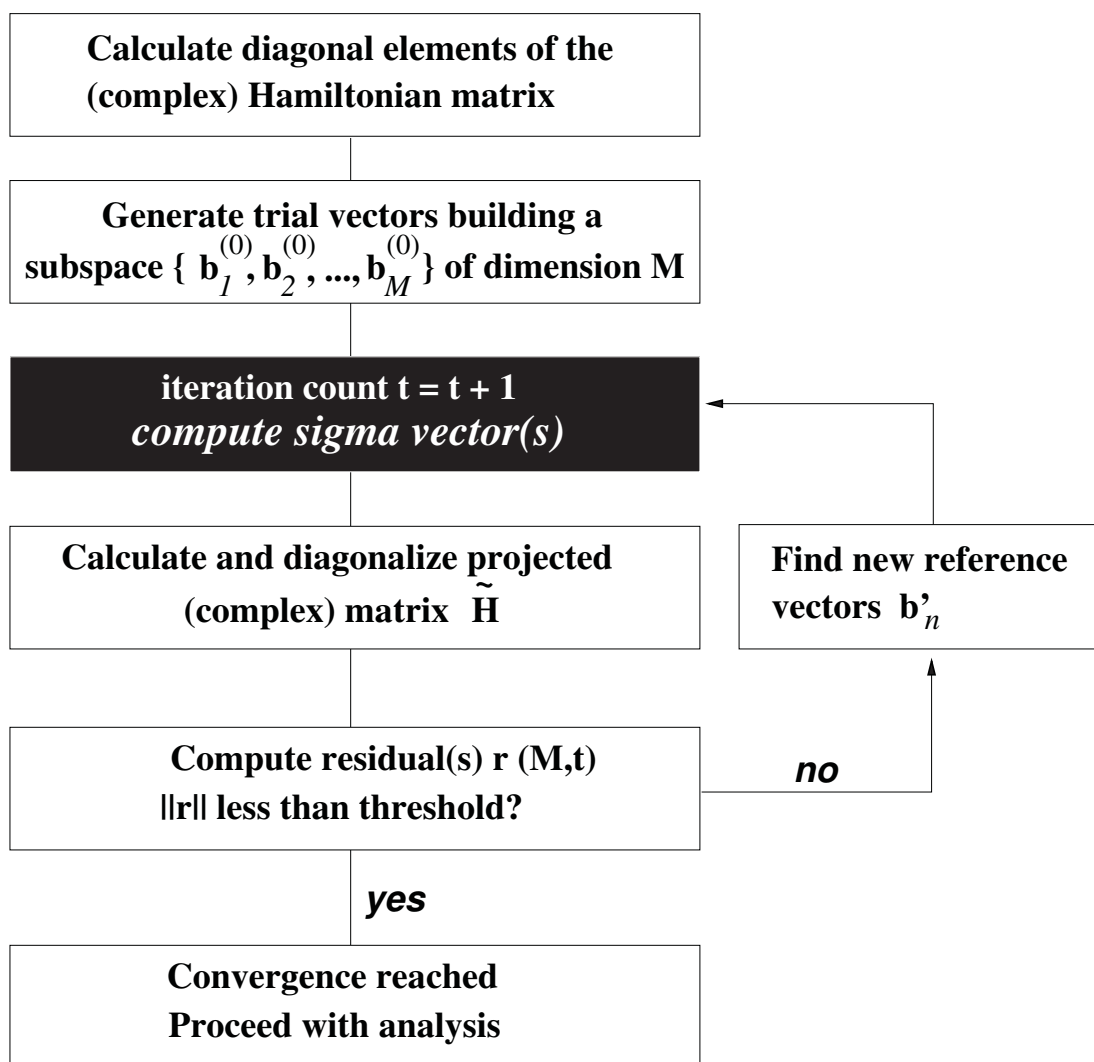 Calculate diagonal elements of the
(complex) Hamiltonian matrix
Generate trial vectors building a
subspace { b_1^(0), b_2^(0), ..., b_M^(0) } of dimension M
iteration count t = t + 1
compute sigma vector(s)
Calculate and diagonalize projected
(complex) matrix H̃
Find new reference
vectors b'_n
Compute residual(s) r (M,t)
||r|| less than threshold?
no
yes
Convergence reached
Proceed with analysis